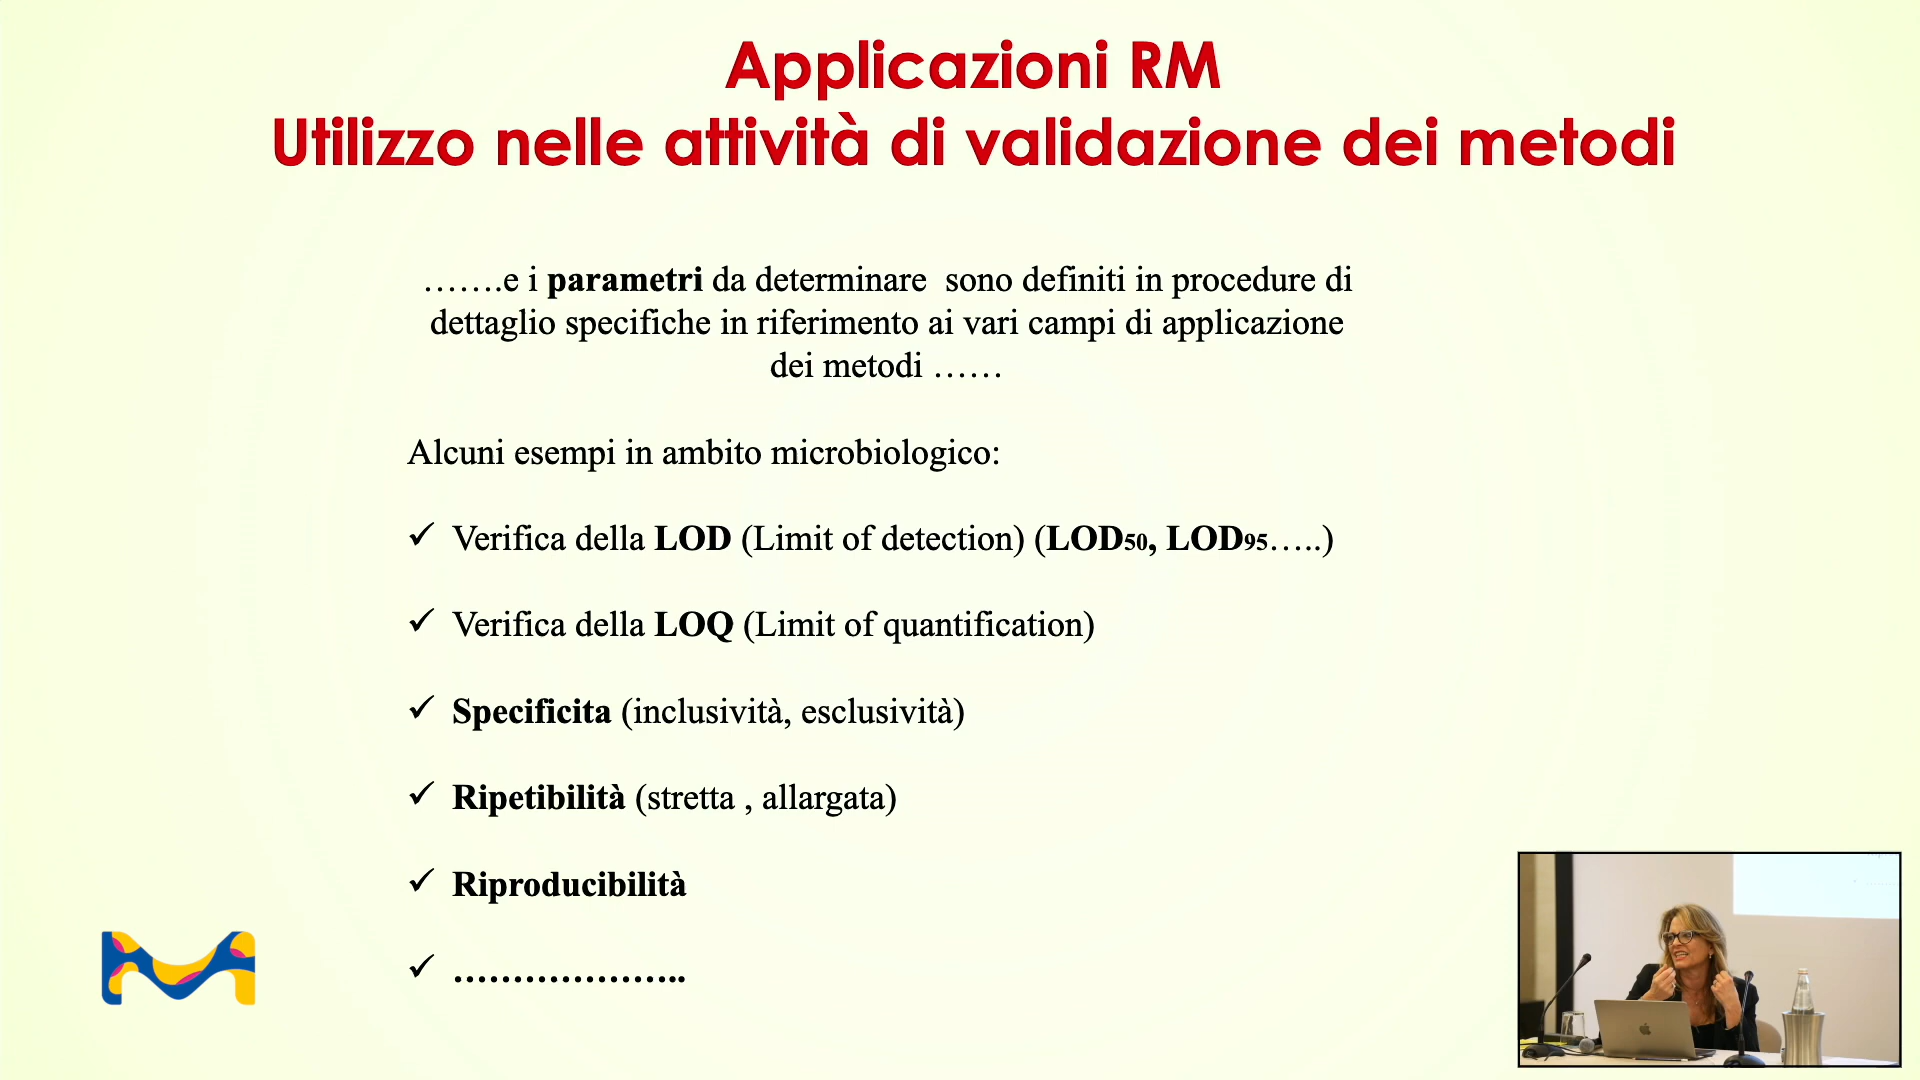 Applicazioni RM
Utilizzo nelle attività di validazione dei metodi
…….e i parametri da determinare  sono definiti in procedure di
dettaglio specifiche in riferimento ai vari campi di applicazione
dei metodi ……
Alcuni esempi in ambito microbiologico:
✓ Verifica della LOD (Limit of detection) (LOD50, LOD95…..)
✓ Verifica della LOQ (Limit of quantification)
✓ Specificita (inclusività, esclusività)
✓ Ripetibilità (stretta , allargata)
✓ Riproducibilità
✓ ………………..